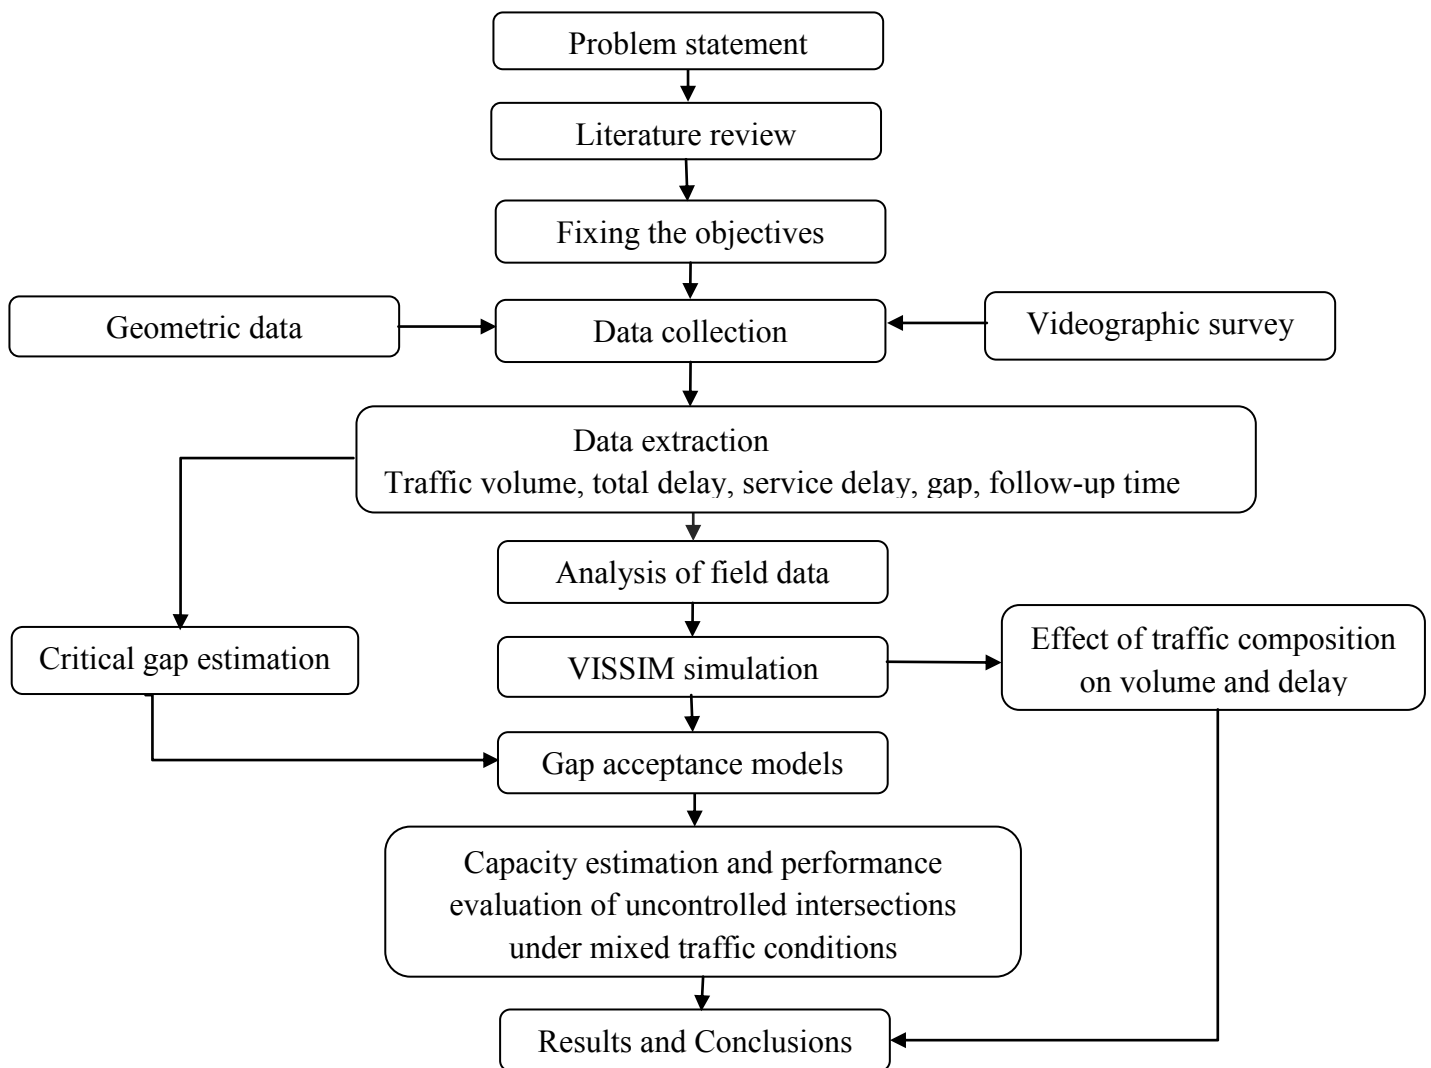 Problem statement
Literature review
Fixing the objectives
Geometric data
Data collection
Videographic survey
Data extraction
Traffic volume, total delay, service delay, gap, follow-up time
Analysis of field data
Critical gap estimation
VISSIM simulation
Effect of traffic composition
on volume and delay
Gap acceptance models
Capacity estimation and performance
evaluation of uncontrolled intersections
under mixed traffic conditions
Results and Conclusions